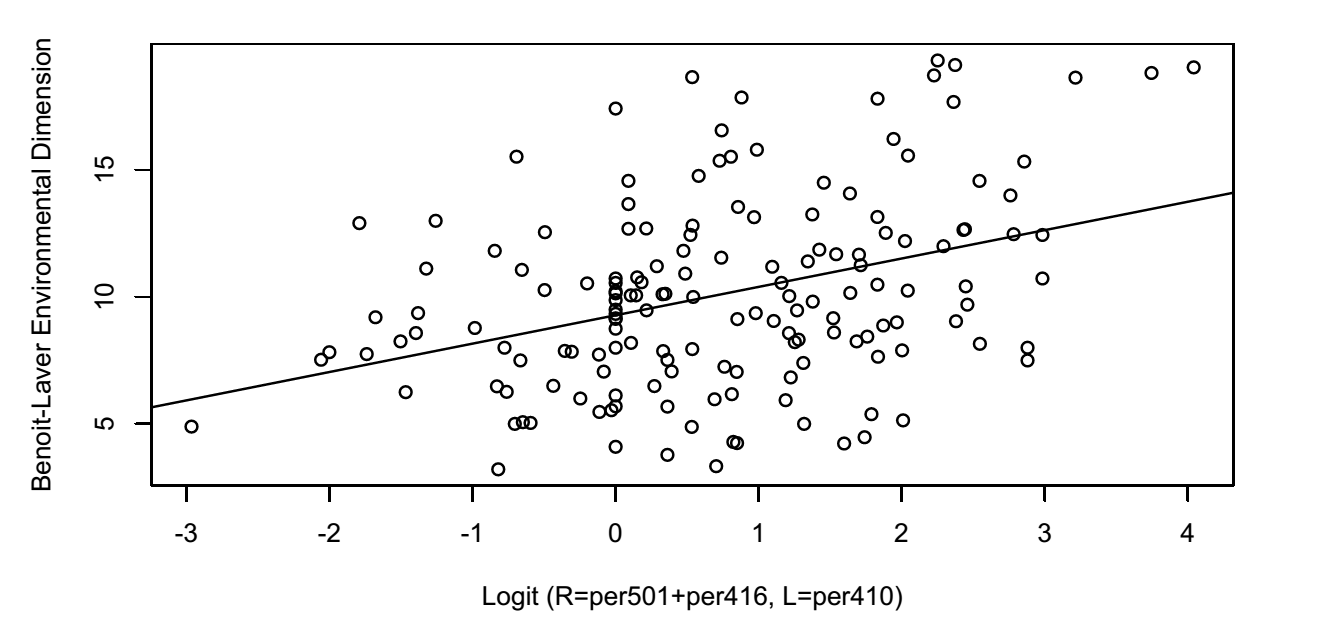 Benoit-Laver Environmental Dimension
15
10
5
-3 -2 -1 0 1 2 3 4
Logit (R=per501+per416, L=per410)